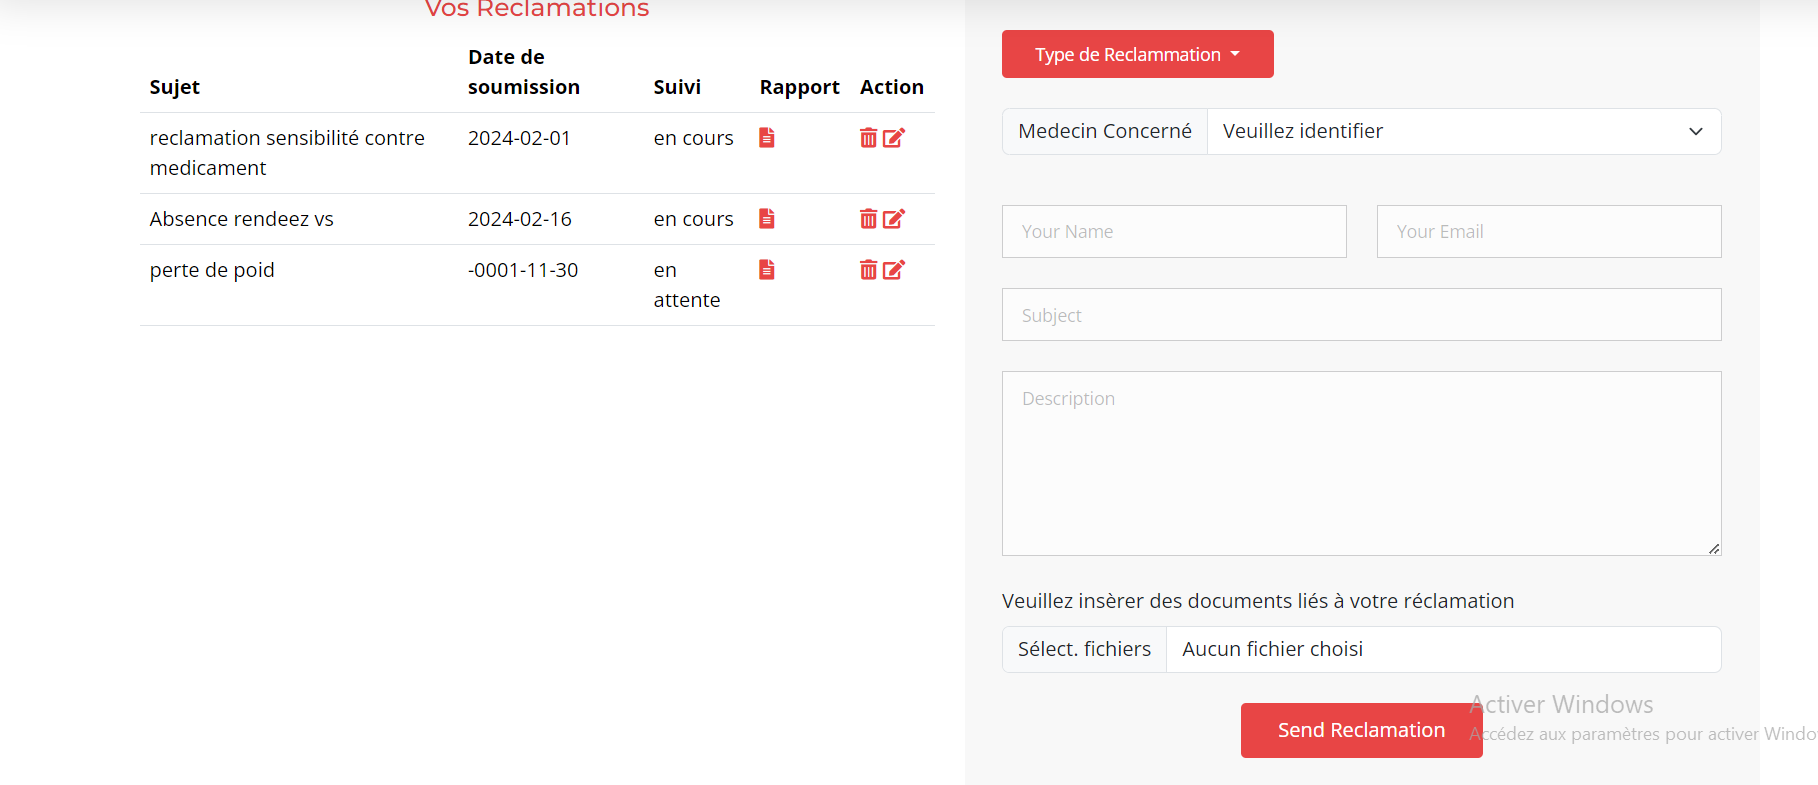 Vos Reclamations
Sujet
Date de
soumission
Suivi
Rapport
Action
reclamation sensibilité contre
medicament
2024-02-01
en cours
Absence rendeez vs
2024-02-16
en cours
perte de poid
-0001-11-30
en
attente
Type de Reclammation
Medecin Concerné
Veuillez identifier
Your Name
Your Email
Subject
Description
Veuillez insèrer des documents liés à votre réclamation
Sélect. fichiers
Aucun fichier choisi
Send Reclamation
Activer Windows
Accédez aux paramètres pour activer Windo